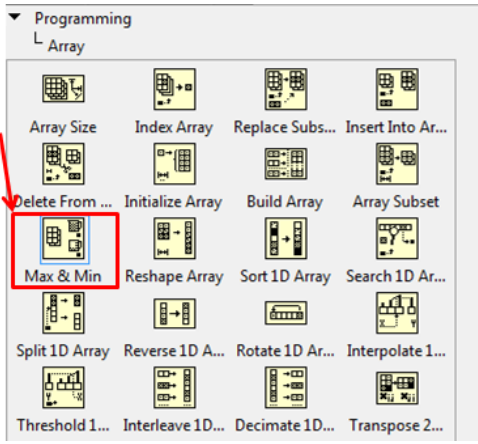 Programming
Array
Array Size Index Array Replace Subs... Insert Into Ar...
Delete From ... Initialize Array Build Array Array Subset
Max & Min Reshape Array Sort 1D Array Search 1D Ar...
Split 1D Array Reverse 1D A... Rotate 1D Ar... Interpolate 1...
Threshold 1... Interleave 1D... Decimate 1D... Transpose 2...